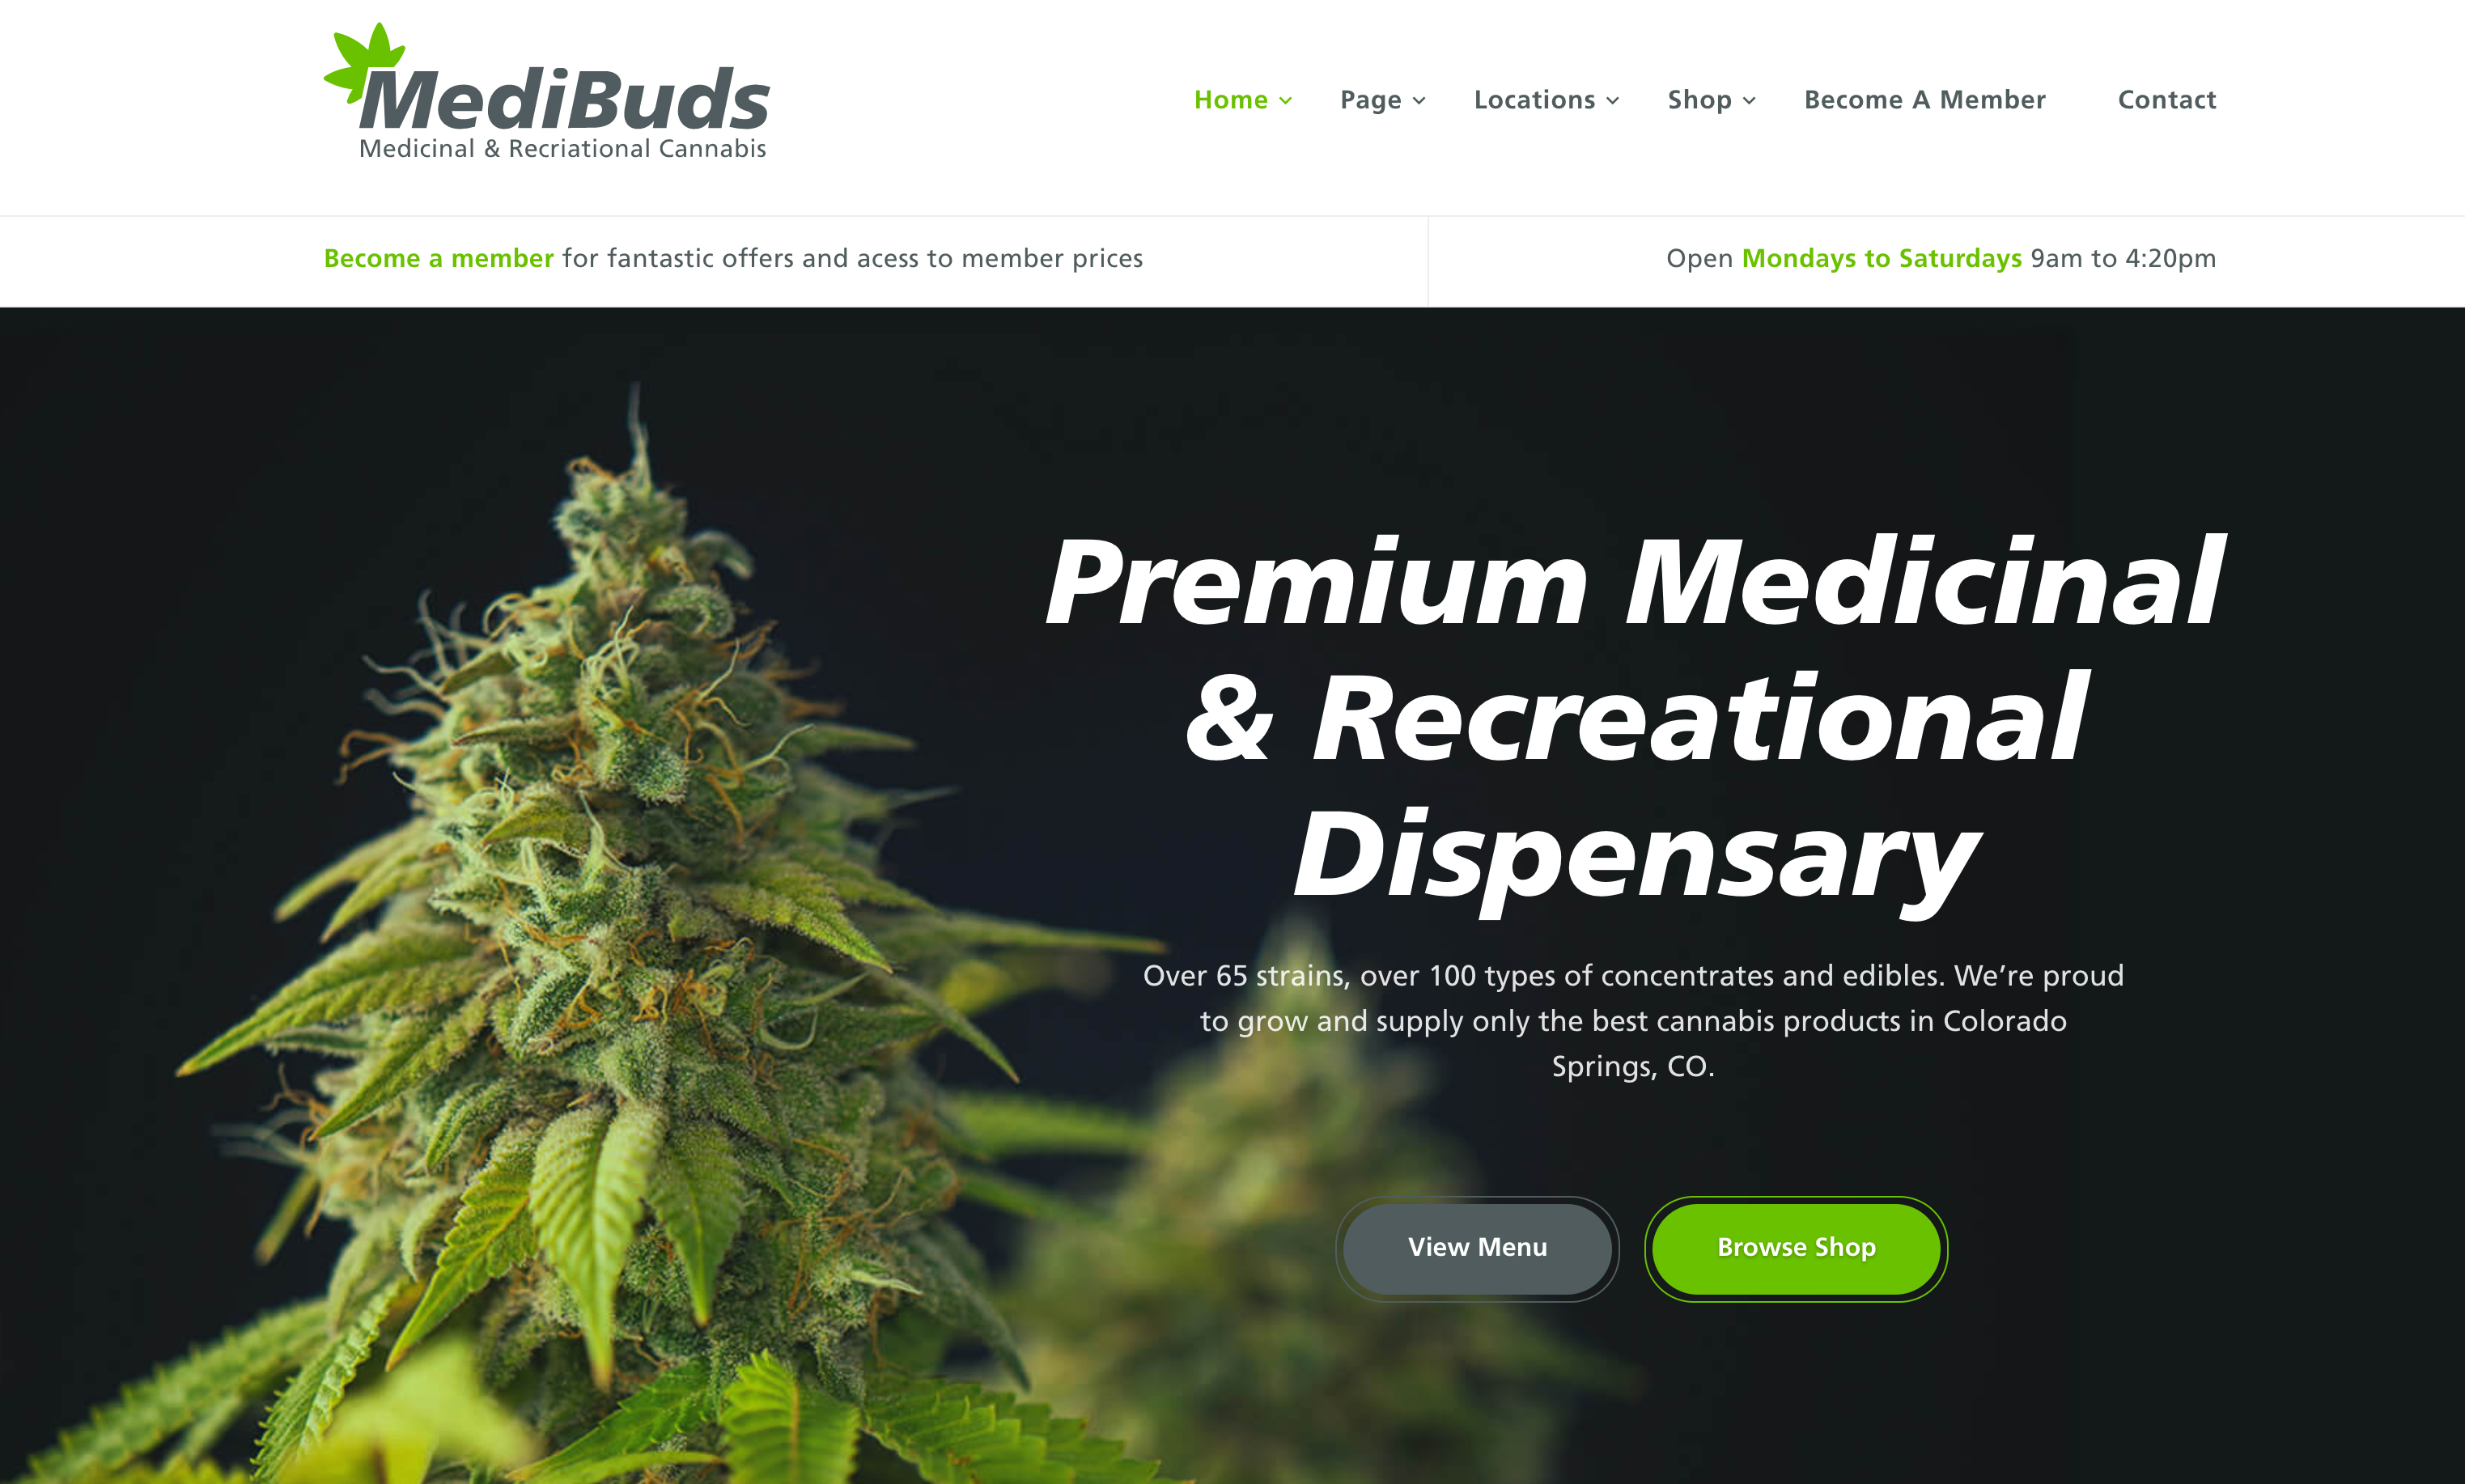 MediBuds
Medicinal & Recriational Cannabis
Home Page Locations Shop Become A Member Contact
Become a member for fantastic offers and acess to member prices
Open Mondays to Saturdays 9am to 4:20pm
Premium Medicinal
& Recreational
Dispensary
Over 65 strains, over 100 types of concentrates and edibles. We’re proud
to grow and supply only the best cannabis products in Colorado
Springs, CO.
View Menu
Browse Shop